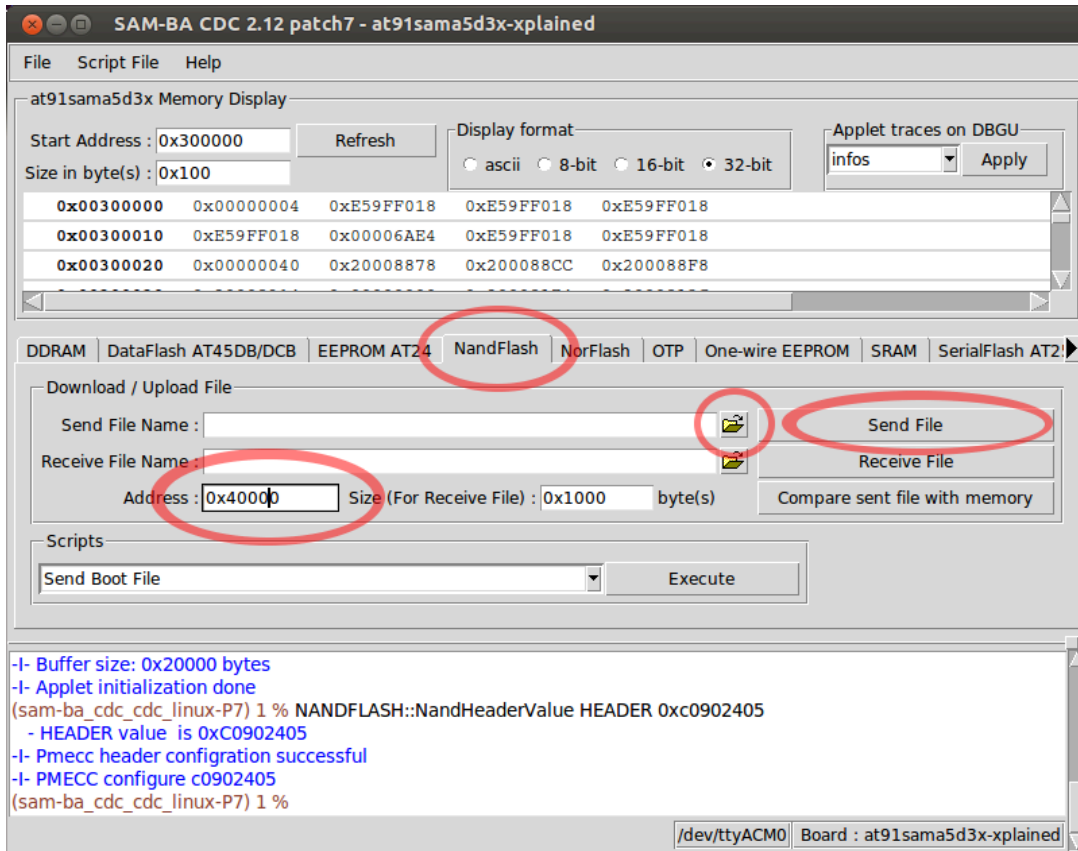 SAM-BA CDC 2.12 patch7 - at91sama5d3x-xplained
File Script File Help
at91sama5d3x Memory Display
Start Address : 0x300000 Refresh
Size in byte(s) : 0x100
Display format
ascii 8-bit 16-bit 32-bit
Applet traces on DBGU
infos Apply
0x00300000 0x00000004 0xE59FF018 0xE59FF018 0xE59FF018
0x00300010 0xE59FF018 0x00006AE4 0xE59FF018 0xE59FF018
0x00300020 0x00000040 0x20008878 0x200088CC 0x200088F8
DDRAM DataFlash AT45DB/DCB EEPROM AT24 NandFlash NorFlash OTP One-wire EEPROM SRAM SerialFlash AT2
Download / Upload File
Send File Name : Send File
Receive File Name : Receive File
Address : 0x40000 Size (For Receive File) : 0x1000 byte(s) Compare sent file with memory
Scripts
Send Boot File Execute
-I- Buffer size: 0x20000 bytes
-I- Applet initialization done
(sam-ba_cdc_cdc_linux-P7) 1 % NANDFLASH::NandHeaderValue HEADER 0xc0902405
- HEADER value is 0xC0902405
-I- Pmecc header configration successful
-I- PMECC configure c0902405
(sam-ba_cdc_cdc_linux-P7) 1 %
/dev/ttyACM0 Board : at91sama5d3x-xplained